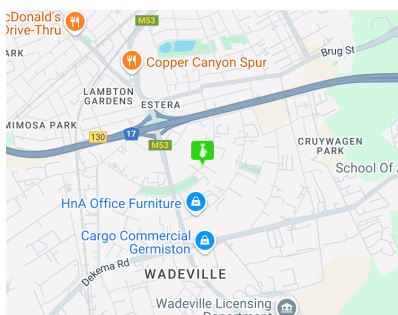 cDonald's
Drive-Thru
M53
Brug St
Copper Canyon Spur
PARK
LAMBTON
GARDENS
ESTERA
MIMOSA PARK
130
17
M53
CRUYWAGEN
PARK
School Of A
HnA Office Furniture
Cargo Commercial
Germiston
Dekema Rd
WADEVILLE
Wadeville Licensing
Department